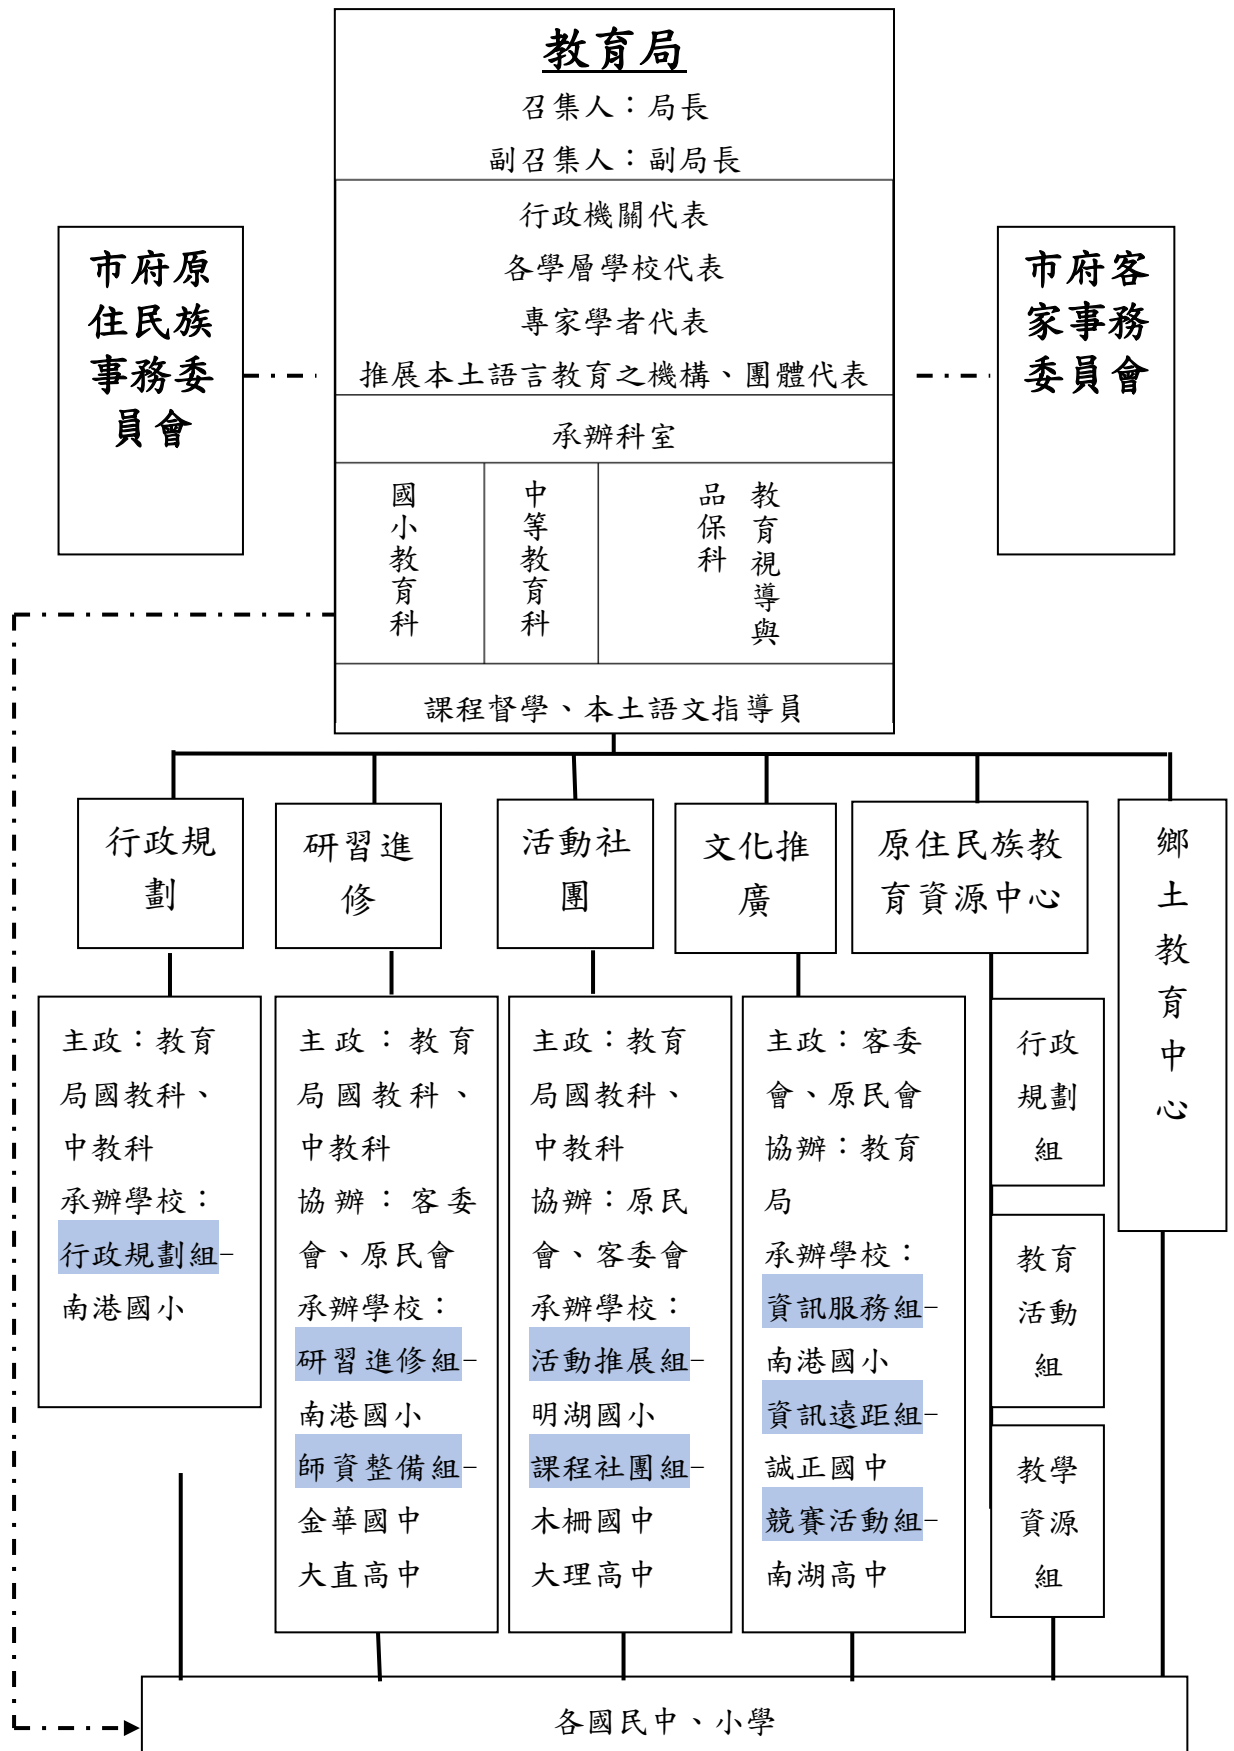 教育局
召集人：局長
副召集人：副局長
行政機關代表
各學層學校代表
專家學者代表
推展本土語言教育之機構、團體代表
承辦科室
國小教育科
中等教育科
教育視導與
品保科
課程督學、本土語文指導員
市府原
住民族
事務委
員會
市府客
家事務
委員會
行政規
劃
研習進
修
活動社
團
文化推
廣
原住民族教
育資源中心
鄉土教育中心
主政：教育
局國教科、
中教科
承辦學校：
行政規劃組-
南港國小
主政：教育
局國教科、
中教科
協辦：客委
會、原民會
承辦學校：
研習進修組-
南港國小
師資整備組-
金華國中
大直高中
主政：教育
局國教科、
中教科
協辦：原民
會、客委會
承辦學校：
活動推展組-
明湖國小
課程社團組-
木柵國中
大理高中
主政：客委
會、原民會
協辦：教育
局
承辦學校：
資訊服務組-
南港國小
資訊遠距組-
誠正國中
競賽活動組-
南湖高中
行政
規劃
組
教育
活動
組
教學
資源
組
各國民中、小學